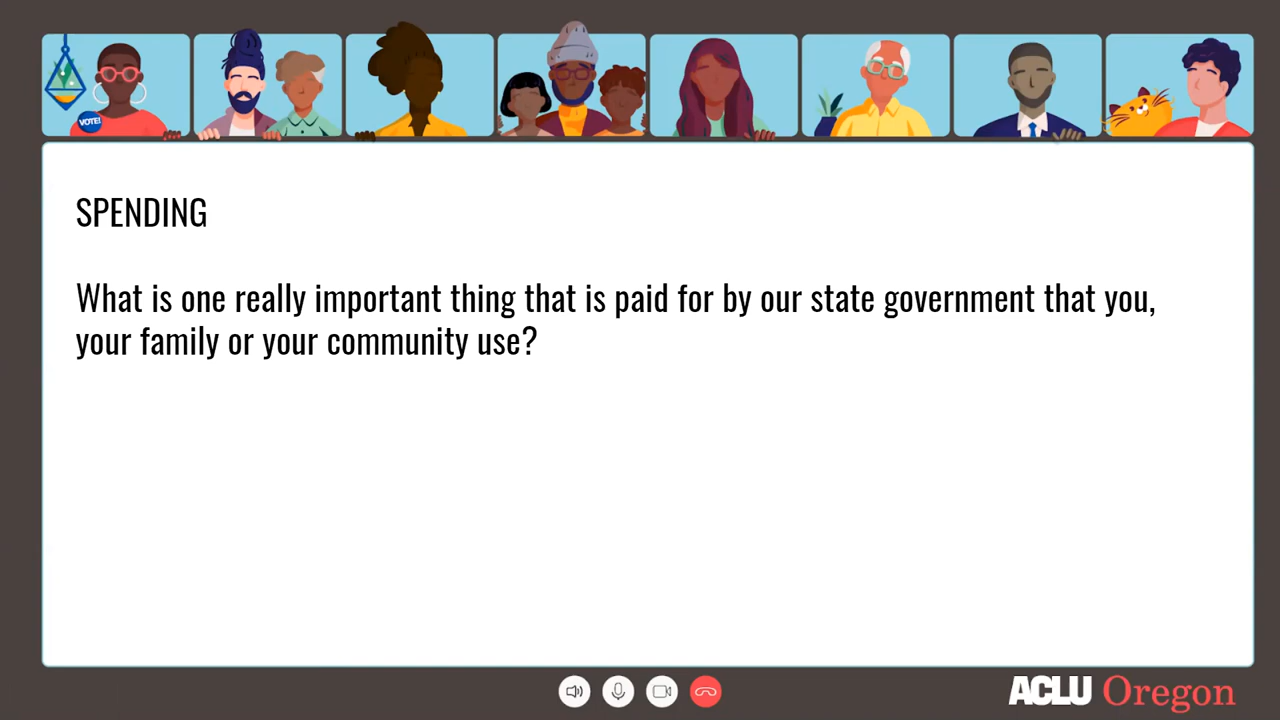 VOTE!
SPENDING
What is one really important thing that is paid for by our state government that you,
your family or your community use?
ACLU Oregon